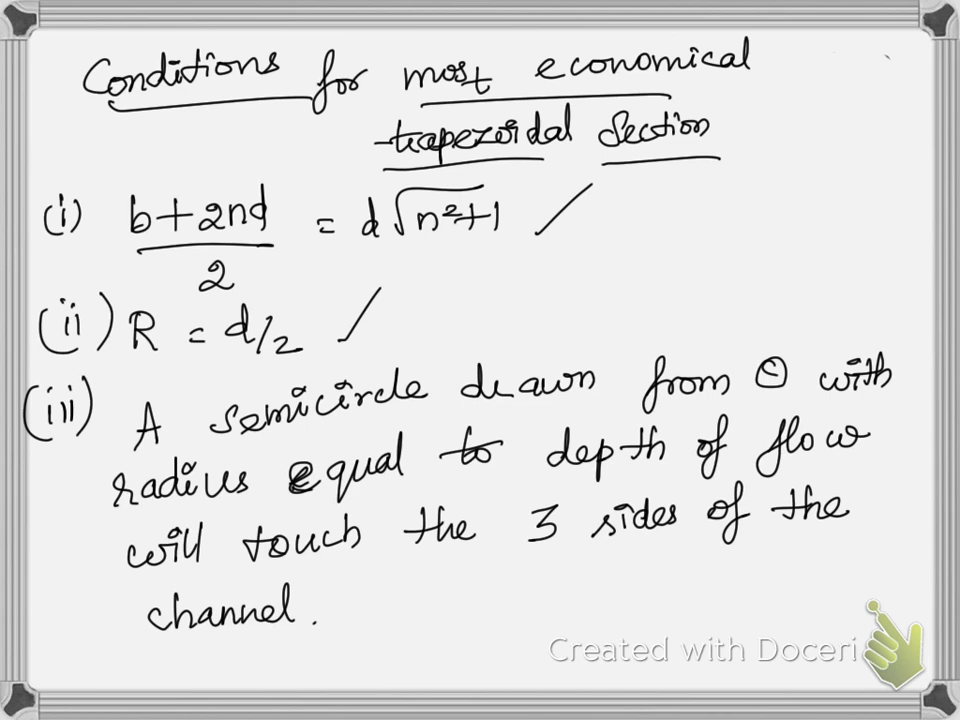 Conditions for most economical
trapezoidal Section
(i) b+2nd/2 = d√n²+1
(ii) R = d/2
(iii) A semicircle drawn from O with
radius equal to depth of flow
will touch the 3 sides of the
channel.
Created with Doceri